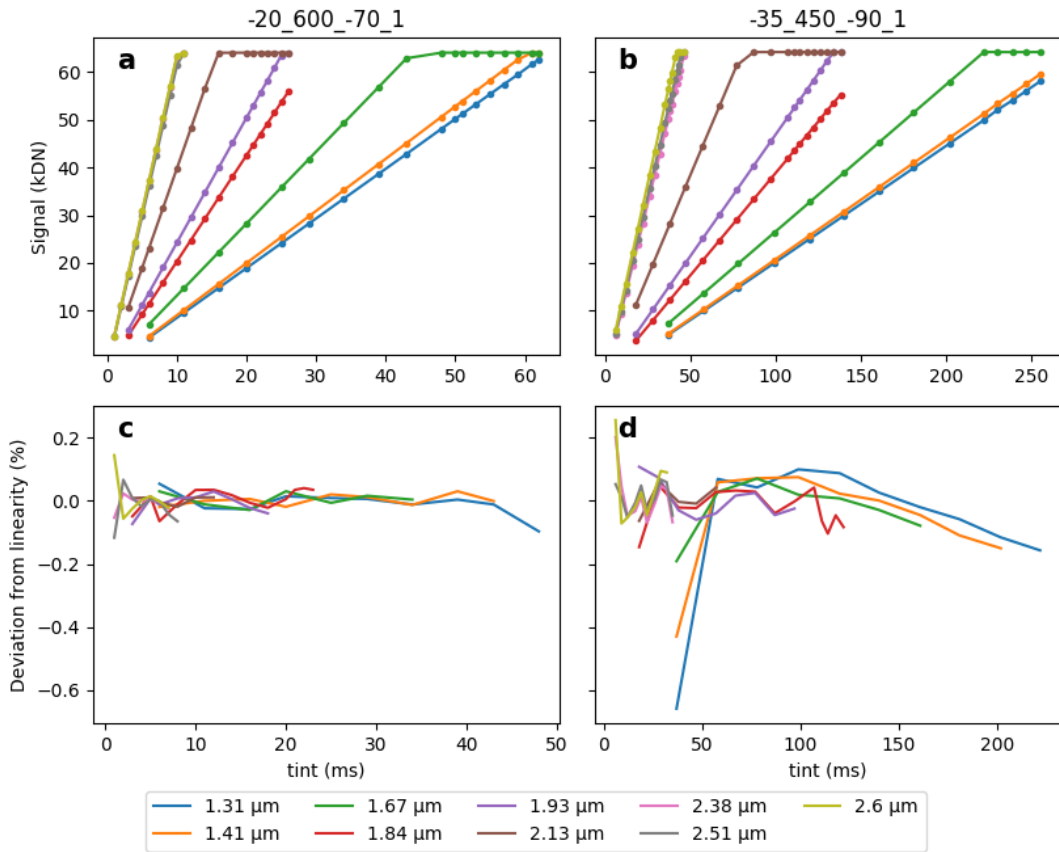 -20_600_-70_1
-35_450_-90_1
a
b
Signal (kDN)
60
50
40
30
20
10
0 10 20 30 40 50 60
0 50 100 150 200 250
c
d
Deviation from linearity (%)
0.2
0.0
−0.2
−0.4
−0.6
10 20 30 40 50
0 50 100 150 200
tint (ms)
tint (ms)
1.31 μm 1.67 μm 1.93 μm 2.38 μm 2.6 μm
1.41 μm 1.84 μm 2.13 μm 2.51 μm